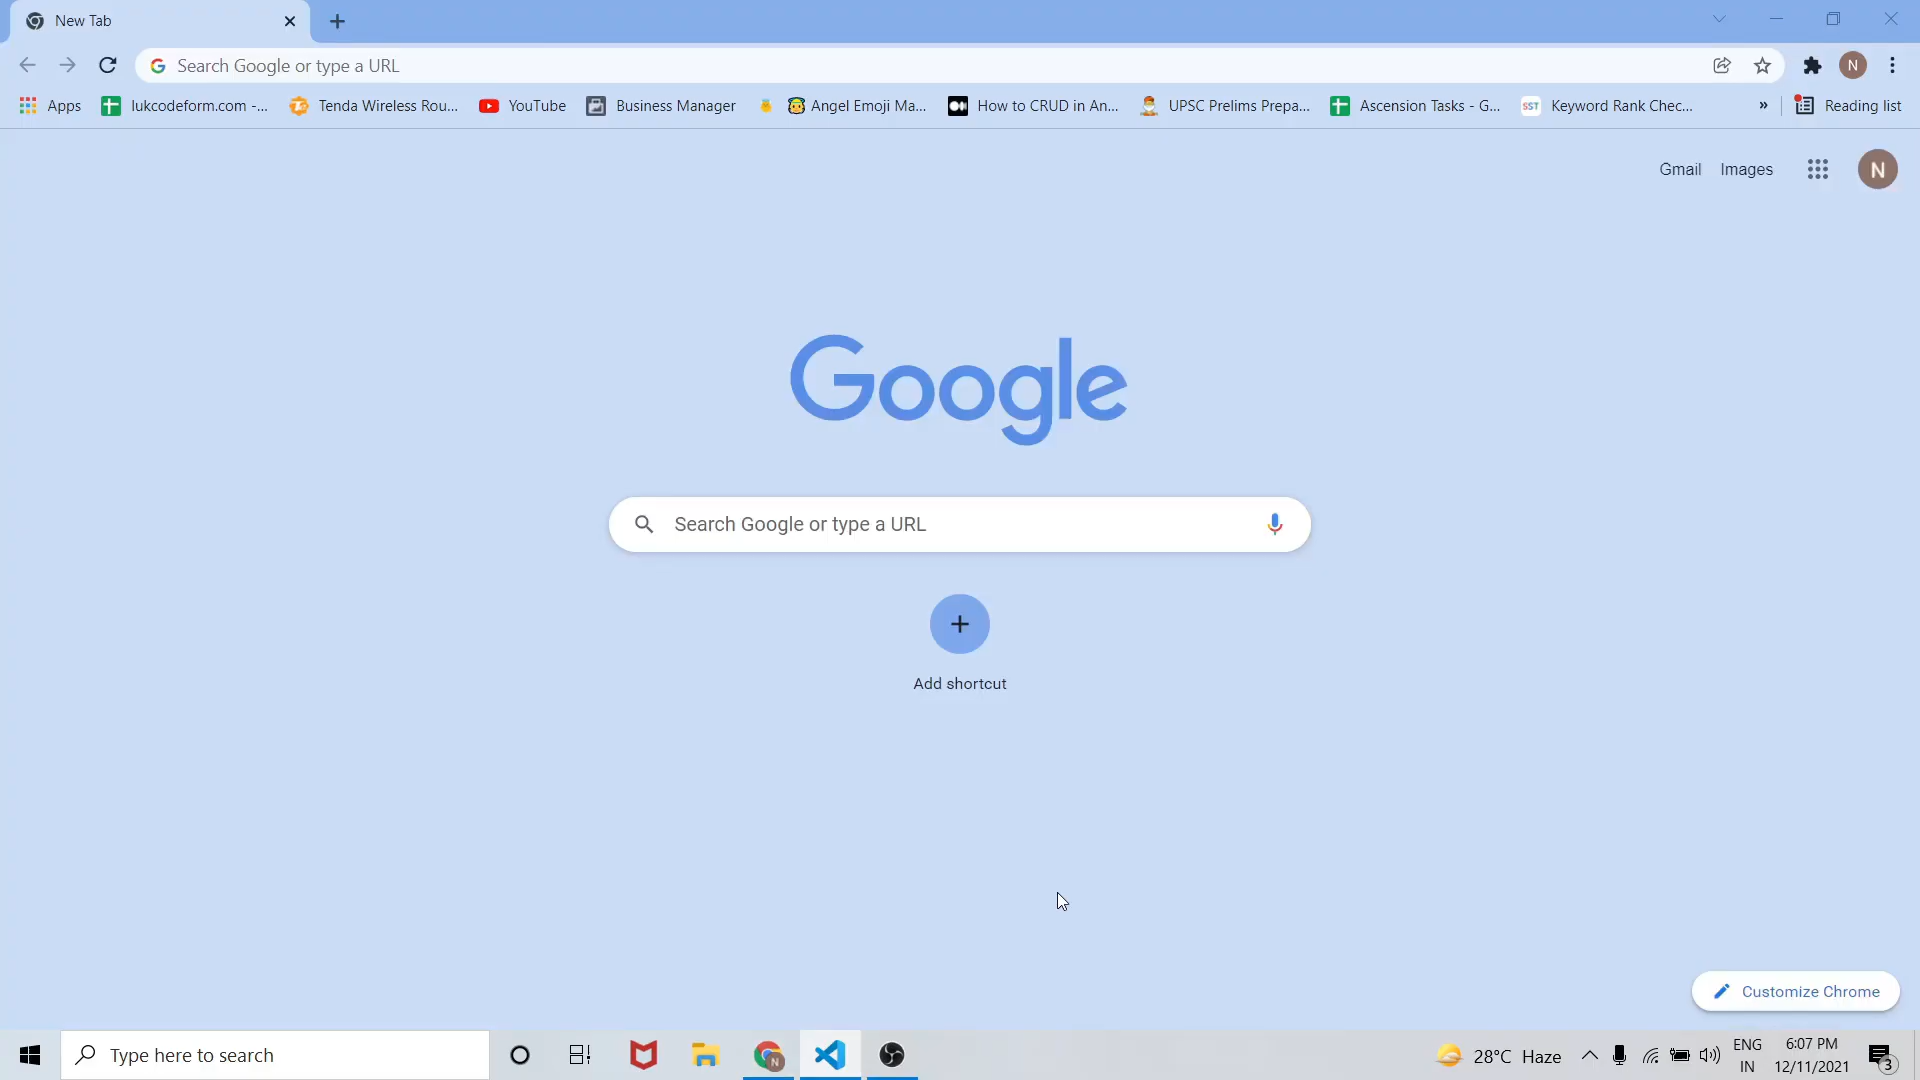 New Tab
Search Google or type a URL
N
Apps
lukcodeform.com -...
Tenda Wireless Rou...
YouTube
Business Manager
Angel Emoji Ma...
How to CRUD in An...
UPSC Prelims Prepa...
Ascension Tasks - G...
SST
Keyword Rank Chec...
»
Reading list
Gmail
Images
N
Google
Search Google or type a URL
Add shortcut
Customize Chrome
Type here to search
N
28°C Haze
ENG
IN
6:07 PM
12/11/2021
3